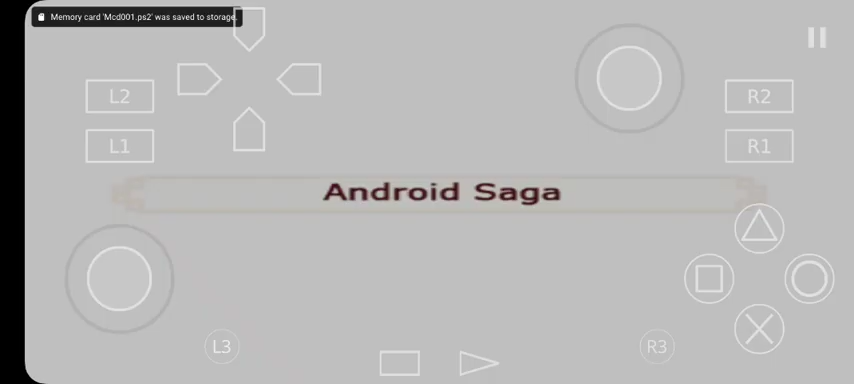 Memory card 'Mcd001.ps2' was saved to storage.
L2
R2
L1
R1
Android Saga
L3
R3